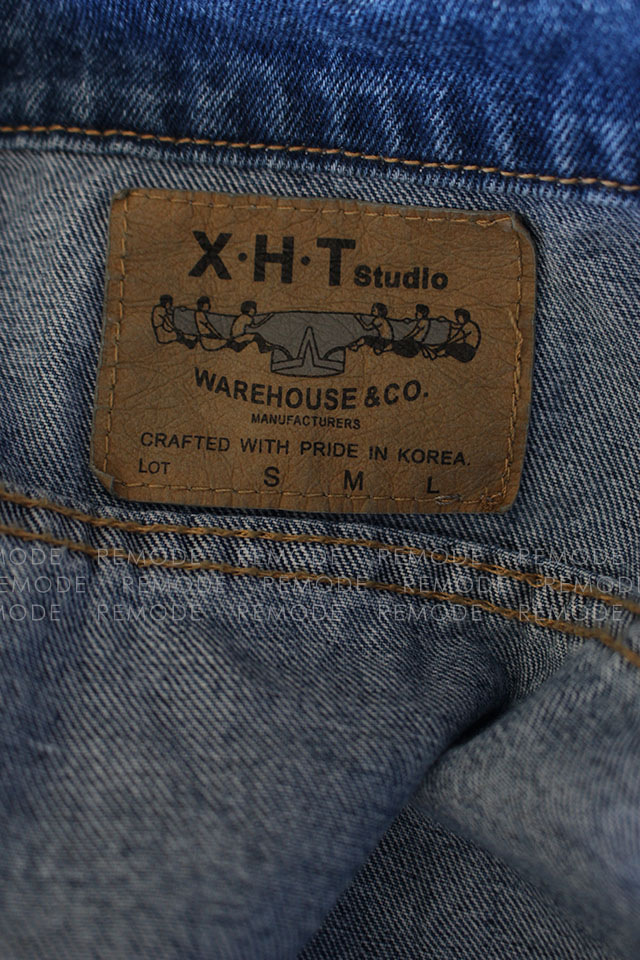 X·H·T Studio
WAREHOUSE & CO.
MANUFACTURERS
CRAFTED WITH PRIDE IN KOREA.
LOT S M L
REMODE REMODE REMODE REMODE REMODE
REMODE REMODE REMODE REMODE REMODE
REMODE REMODE REMODE REMODE REMODE